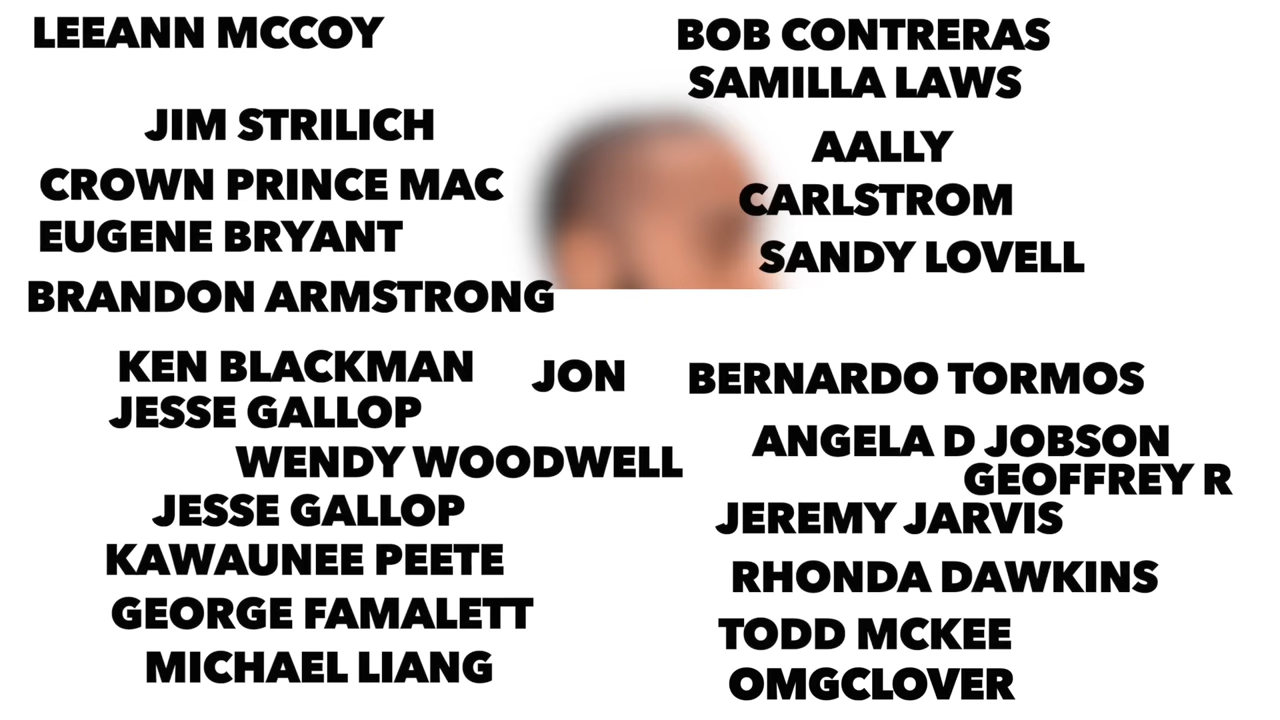 LEEANN MCCOY
JIM STRILICH
CROWN PRINCE MAC
EUGENE BRYANT
BRANDON ARMSTRONG
KEN BLACKMAN
JESSE GALLOP
WENDY WOODWELL
JESSE GALLOP
KAWAUNEE PEETE
GEORGE FAMALETT
MICHAEL LIANG
JON
BOB CONTRERAS
SAMILLA LAWS
AALLY
CARLSTROM
SANDY LOVELL
BERNARDO TORMOS
ANGELA D JOBSON
GEOFFREY R
JEREMY JARVIS
RHONDA DAWKINS
TODD MCKEE
OMGCLOVER